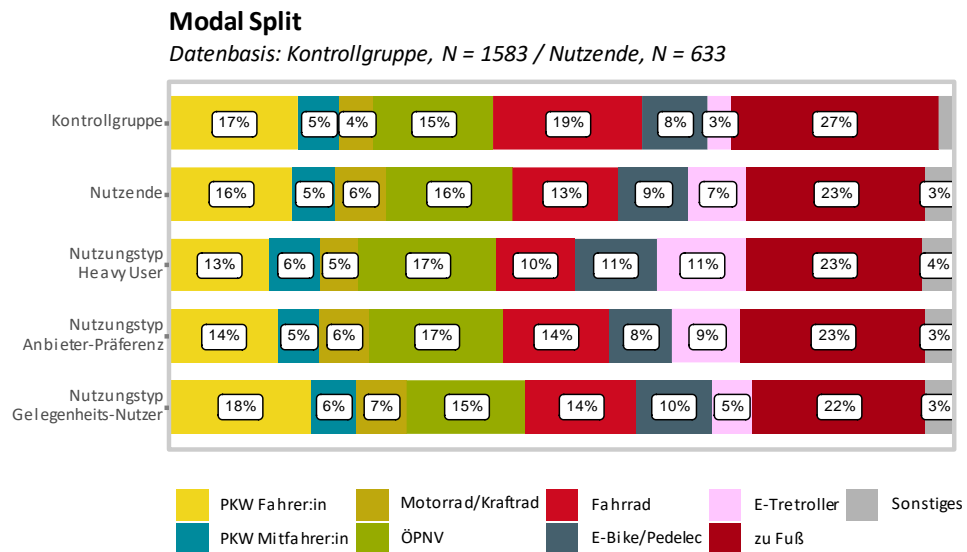 Modal Split
Datenbasis: Kontrollgruppe, N = 1583 / Nutzende, N = 633
Kontrollgruppe
17% 5% 4% 15% 19% 8% 3% 27%
Nutzende
16% 5% 6% 16% 13% 9% 7% 23% 3%
Nutzungstyp
Heavy User
13% 6% 5% 17% 10% 11% 11% 23% 4%
Nutzungstyp
Anbieter-Präferenz
14% 5% 6% 17% 14% 8% 9% 23% 3%
Nutzungstyp
Gelegenheits-Nutzer
18% 6% 7% 15% 14% 10% 5% 22% 3%
PKW Fahrer:in Motorrad/Kraftrad Fahrrad E-Tretroller Sonstiges
PKW Mitfahrer:in ÖPNV E-Bike/Pedelec zu Fuß